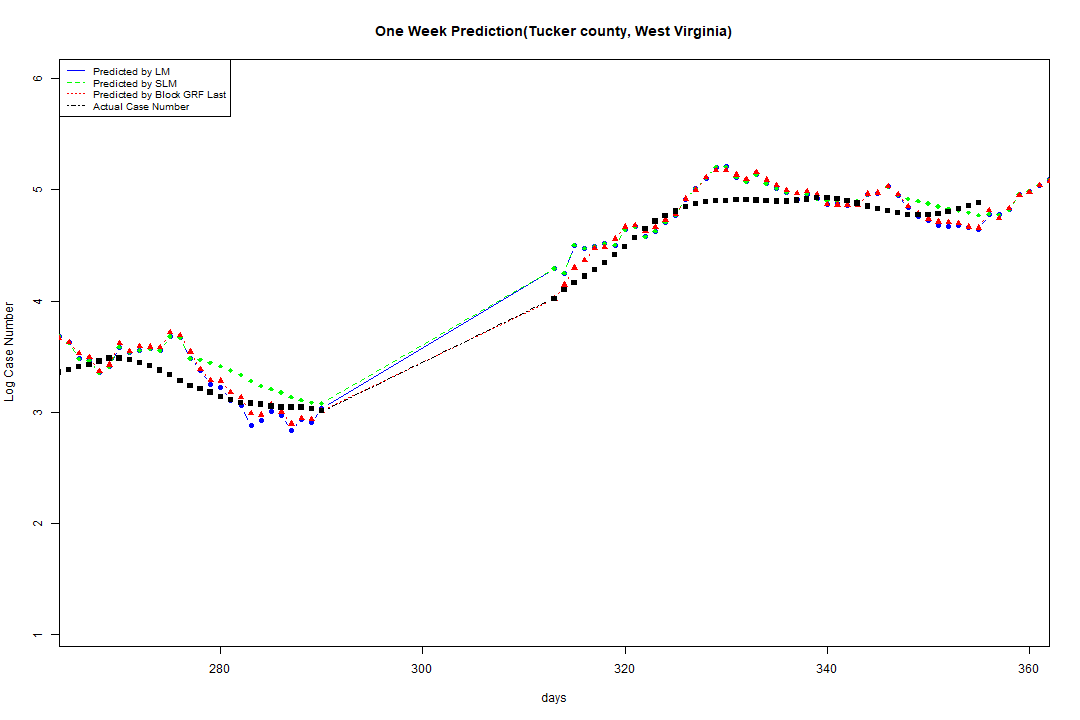 One Week Prediction(Tucker county, West Virginia)
Predicted by LM
Predicted by SLM
Predicted by Block GRF Last
Actual Case Number
6
5
4
3
2
1
Log Case Number
280 300 320 340 360
days